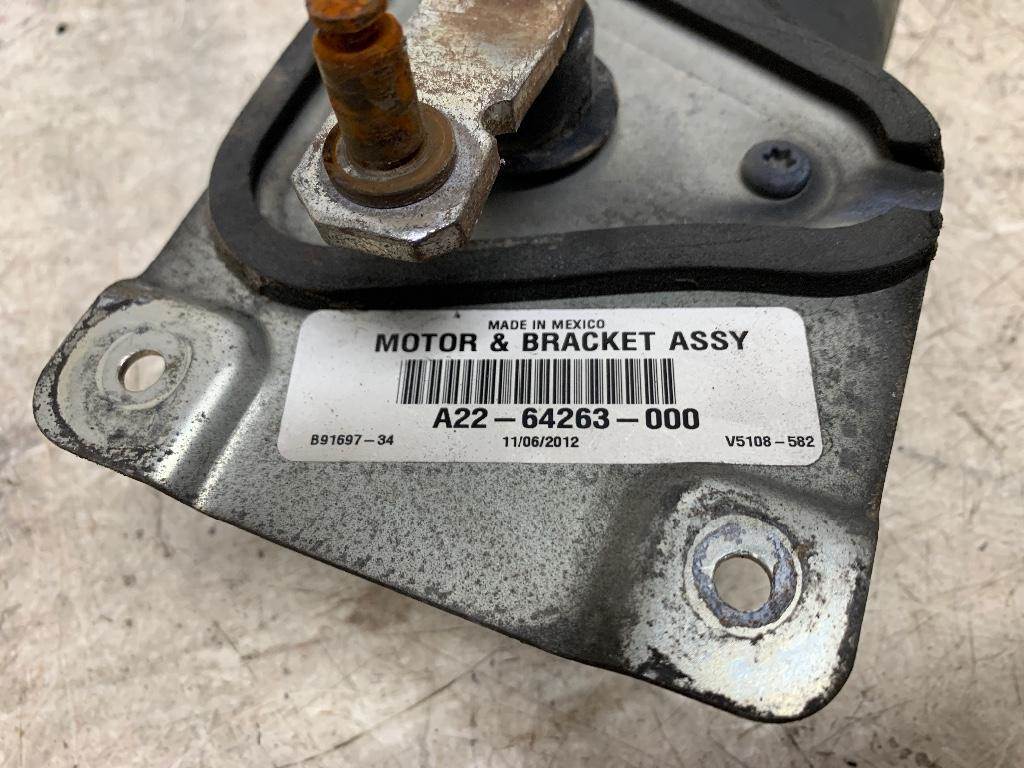 MADE IN MEXICO
MOTOR & BRACKET ASSY
A22-64263-000
B91697-34 11/06/2012 V5108-582